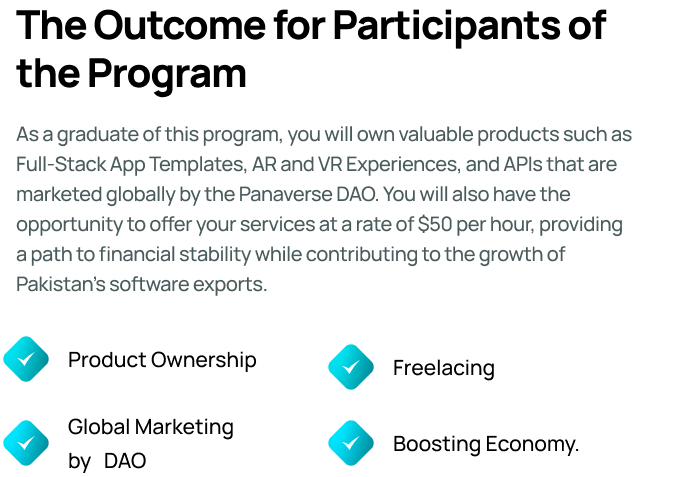 The Outcome for Participants of
the Program
As a graduate of this program, you will own valuable products such as
Full-Stack App Templates, AR and VR Experiences, and APIs that are
marketed globally by the Panaverse DAO. You will also have the
opportunity to offer your services at a rate of $50 per hour, providing
a path to financial stability while contributing to the growth of
Pakistan’s software exports.
Product Ownership
Freelacing
Global Marketing
by DAO
Boosting Economy.